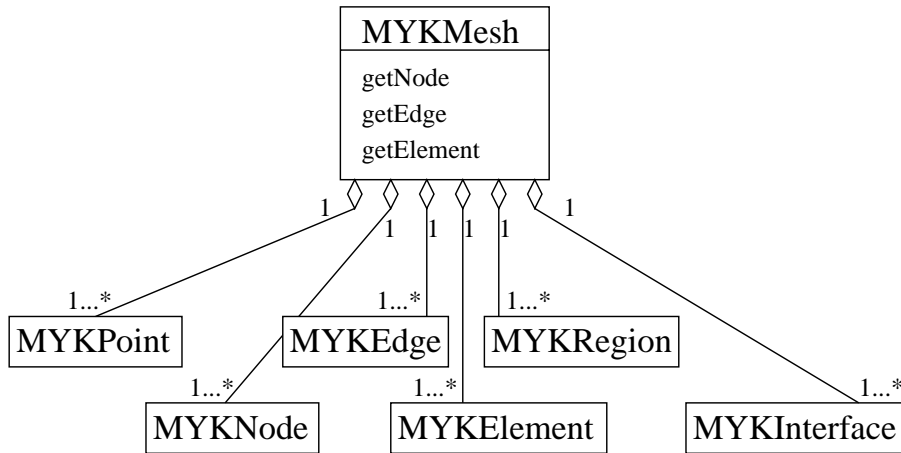 MYKMesh
getNode
getEdge
getElement
1
1
1
1
1
1
1...*
1...*
1...*
MYKPoint
MYKEdge
MYKRegion
1...*
1...*
1...*
MYKNode
MYKElement
MYKInterface